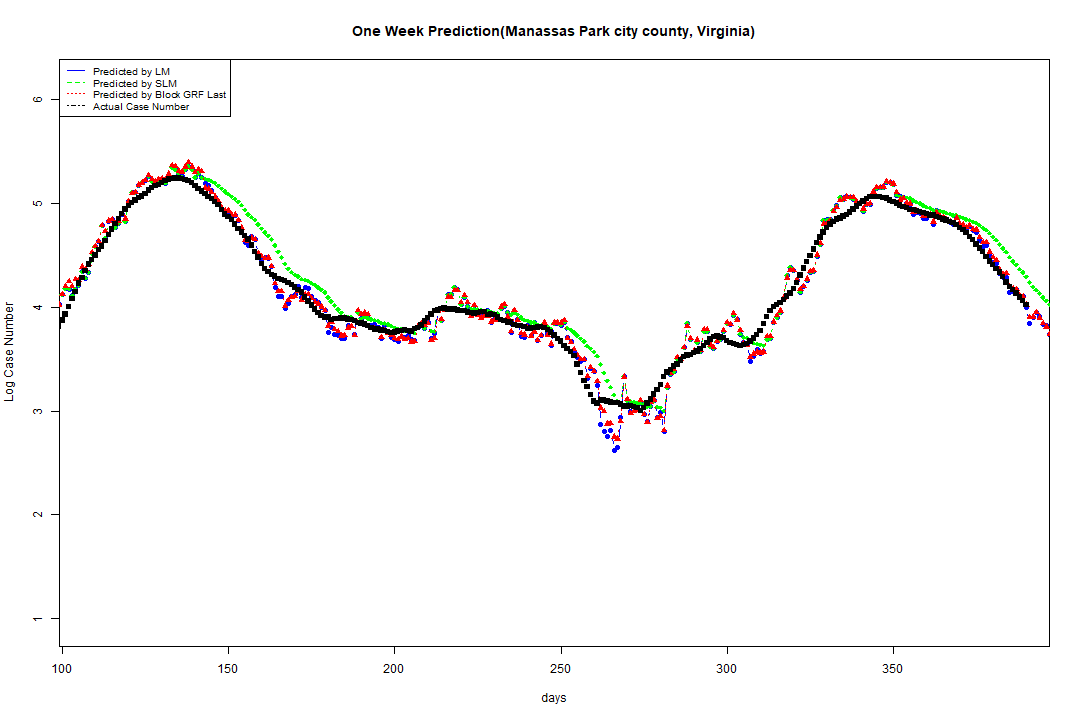 One Week Prediction(Manassas Park city county, Virginia)
Predicted by LM
Predicted by SLM
Predicted by Block GRF Last
Actual Case Number
6
5
4
3
2
1
Log Case Number
100 150 200 250 300 350
days